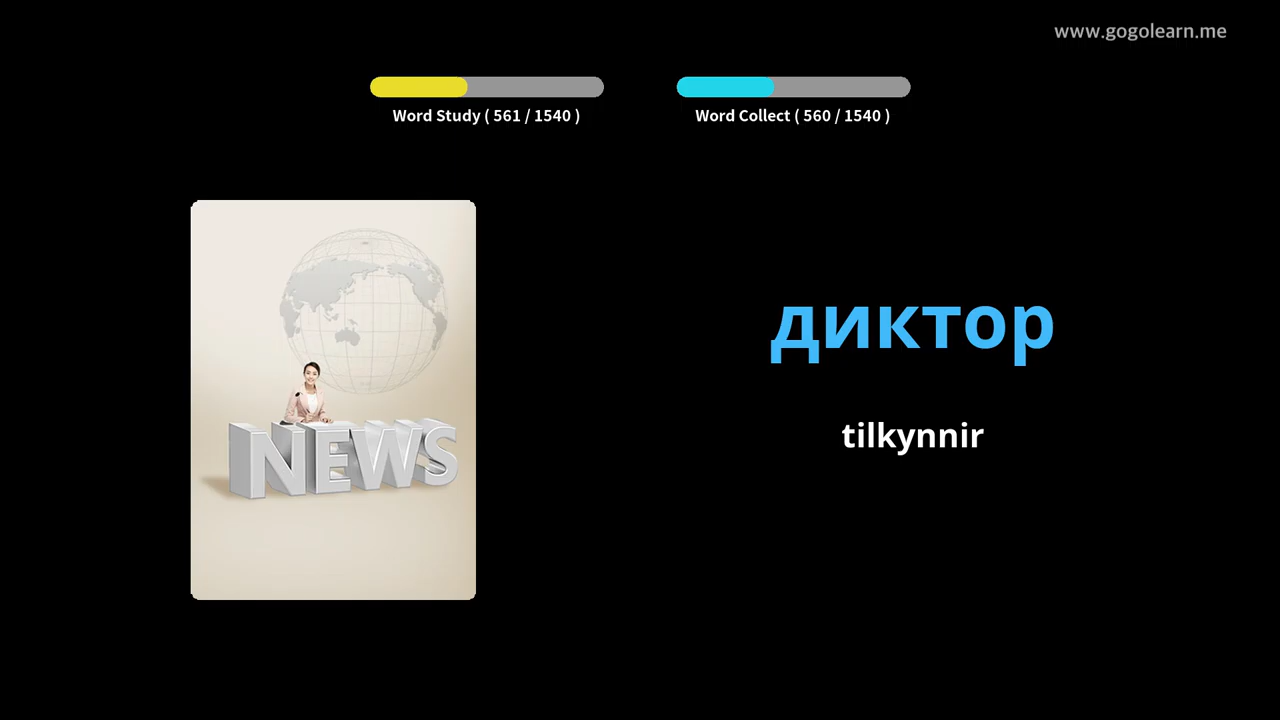 www.gogolearn.me
Word Study ( 561 / 1540 )
Word Collect ( 560 / 1540 )
NEWS
диктор
tilkynnir